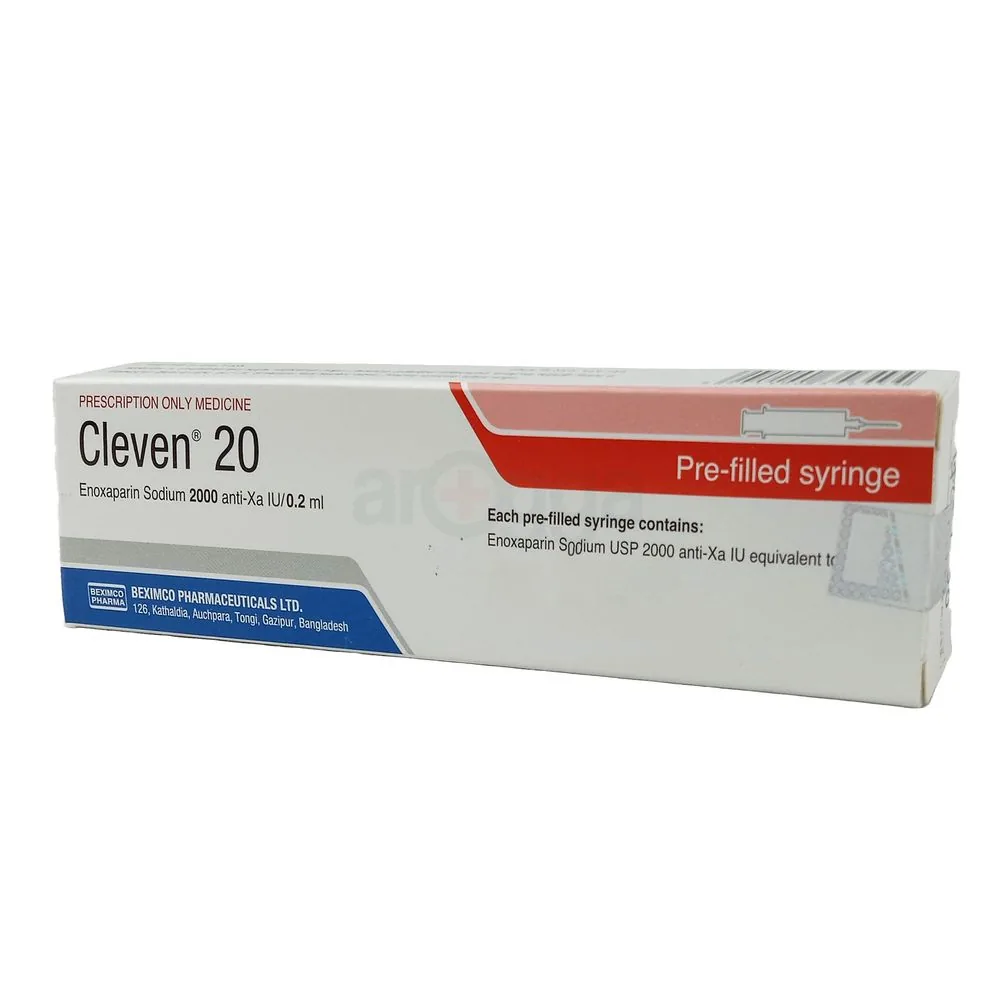 PRESCRIPTION ONLY MEDICINE
Cleven® 20
Enoxaparin Sodium 2000 anti-Xa IU/0.2 ml
Pre-filled syringe
Each pre-filled syringe contains:
Enoxaparin Sodium USP 2000 anti-Xa IU equivalent to
BEXIMCO
PHARMA
BEXIMCO PHARMACEUTICALS LTD.
126, Kathaldia, Auchpara, Tongi, Gazipur, Bangladesh